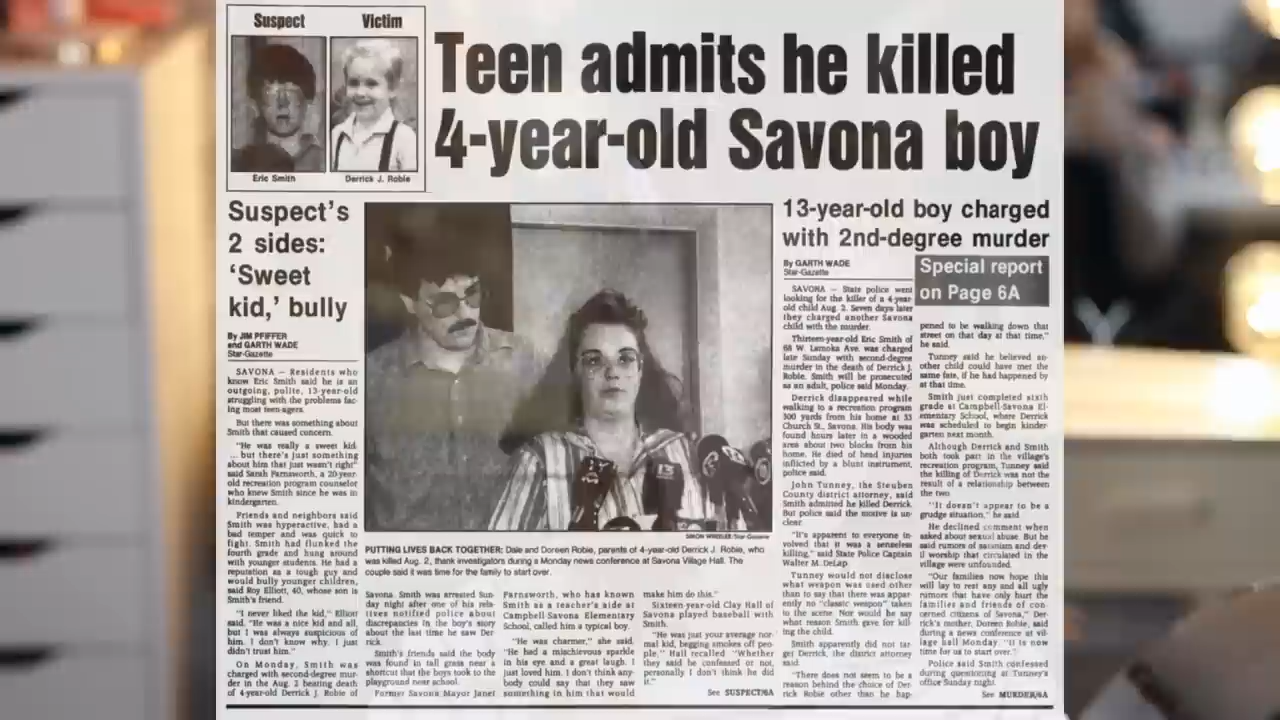 Suspect
Victim
Eric Smith
Derrick J. Robie
Teen admits he killed
4-year-old Savona boy
Suspect's
2 sides:
'Sweet
kid,' bully
By JIM PFIFFER
and GARTH WADE
Star-Gazette
SAVONA — Residents who
know Eric Smith said he is an
outgoing, polite, 13-year-old
struggling with the problems fac-
ing most teen-agers.
But there was something about
Smith that caused concern.
"He was really a sweet kid
... but there's just something
about him that just wasn't right"
said Sarah Farnsworth, a 20-year-
old recreation program counselor
who knew Smith since he was in
kindergarten.
Friends and neighbors said
Smith was hyperactive, had a
bad temper and was quick to
fight. Smith had flunked the
fourth grade and hung around
with younger students. He had a
reputation as a tough guy and
would bully younger children,
said Roy Elliott, 40, whose son is
Smith's friend.
"I never liked the kid," Elliott
said. "He was a nice kid and all,
but I was always suspicious of
him. I don't know why. I just
didn't trust him."
On Monday, Smith was
charged with second-degree mur-
der in the Aug. 2 beating death
of 4-year-old Derrick J. Robie of
SIMON WHEELER/Star-Gazette
PUTTING LIVES BACK TOGETHER: Dale and Doreen Robie, parents of 4-year-old Derrick J. Robie, who
was killed Aug. 2, thank investigators during a Monday news conference at Savona Village Hall. The
couple said it was time for the family to start over.
Savona. Smith was arrested Sun-
day night after one of his rela-
tives notified police about
discrepancies in the boy's story
about the last time he saw Der-
rick.
Smith's friends said the body
was found in tall grass near a
shortcut that the boys took to the
playground near school.
Former Savona Mayor Janet
Farnsworth, who has known
Smith as a teacher's aide at
Campbell Savona Elementary
School, called him a typical boy.
"He was charmer," she said.
"He had a mischievous sparkle
in his eye and a great laugh. I
just loved him. I don't think any-
body could say that they saw
something in him that would
make him do this."
Sixteen-year-old Clay Hall of
Savona played baseball with
Smith.
"He was just your average nor-
mal kid, begging smokes off peo-
ple," Hall recalled. "Whether
they said he confessed or not,
personally I don't think he did
it."
See SUSPECT/6A
13-year-old boy charged
with 2nd-degree murder
By GARTH WADE
Star-Gazette
Special report
on Page 6A
SAVONA — State police went
looking for the killer of a 4-year-
old child Aug. 2. Seven days later
they charged another Savona
child with the murder.
Thirteen-year-old Eric Smith of
68 W. Lamoka Ave. was charged
late Sunday with second-degree
murder in the death of Derrick J.
Robie. Smith will be prosecuted
as an adult, police said Monday.
Derrick disappeared while
walking to a recreation program
300 yards from his home at 33
Church St., Savona. His body was
found hours later in a wooded
area about two blocks from his
home. He died of head injuries
inflicted by a blunt instrument,
police said.
John Tunney, the Steuben
County district attorney, said
Smith admitted he killed Derrick.
But police said the motive is un-
clear.
"It's apparent to everyone in-
volved that it was a senseless
killing," said State Police Captain
Walter M. DeLap.
Tunney would not disclose
what weapon was used other
than to say that there was appar-
ently no "classic weapon" taken
to the scene. Nor would he say
what reason Smith gave for kill-
ing the child.
Smith apparently did not tar-
get Derrick, the district attorney
said.
"There does not seem to be a
reason behind the choice of Der-
rick Robie other than he hap-
pened to be walking down that
street on that day at that time,"
he said.
Tunney said he believed an-
other child could have met the
same fate, if he had happened by
at that time.
Smith just completed sixth
grade at Campbell-Savona El-
ementary School, where Derrick
was scheduled to begin kinder-
garten next month.
Although Derrick and Smith
both took part in the village's
recreation program, Tunney said
the killing of Derrick was not the
result of a relationship between
the two.
"It doesn't appear to be a
grudge situation," he said.
He declined comment when
asked about sexual abuse. But he
said rumors of satanism and dev-
il worship that circulated in the
village were unfounded.
"Our families now hope this
will lay to rest any and all ugly
rumors that have only hurt the
families and friends of con-
cerned citizens of Savona," Der-
rick's mother, Doreen Robie, said
during a news conference at vil-
lage hall Monday. "It is now
time for us to start over."
Police said Smith confessed
during questioning at Tunney's
office Sunday night.
See MURDER/6A